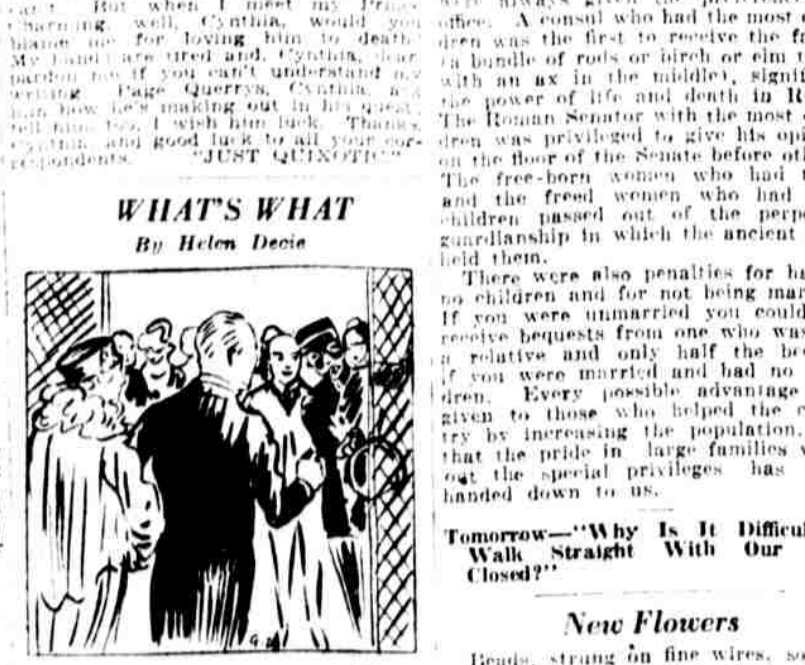 But when I meet my Prince
Charming, well, Cynthia, would you
blame me for loving him to death?
My hands are tired and, Cynthia, dear
pardon me if you can't understand my
writing. Page Querrys, Cynthia,
him how he's making out in his quest,
tell him, too, I wish him luck. Thanks,
Cynthia, and good luck to all your cor-
respondents. "JUST QUIXOTIC"
WHAT'S WHAT
By Helen Decie
G.
were always given the preference
office. A consul who had the most
dren was the first to receive the
(a bundle of rods or birch or elm
with an ax in the middle), signi
the power of life and death in R
The Roman Senator with the most
dren was privileged to give his opi
on the floor of the Senate before ot
The free-born women who had t
and the freed women who had
children passed out of the perp
guardianship in which the ancient
held them.
There were also penalties for ha
no children and for not being mar
If you were unmarried you could
receive bequests from one who was
a relative and only half the be
if you were married and had no
dren. Every possible advantage
given to those who helped the
try by increasing the population,
that the pride in large families
out the special privileges has
handed down to us.
Tomorrow—"Why Is It Difficul
Walk Straight With Our
Closed?"
New Flowers
Beads, strung on fine wires, so